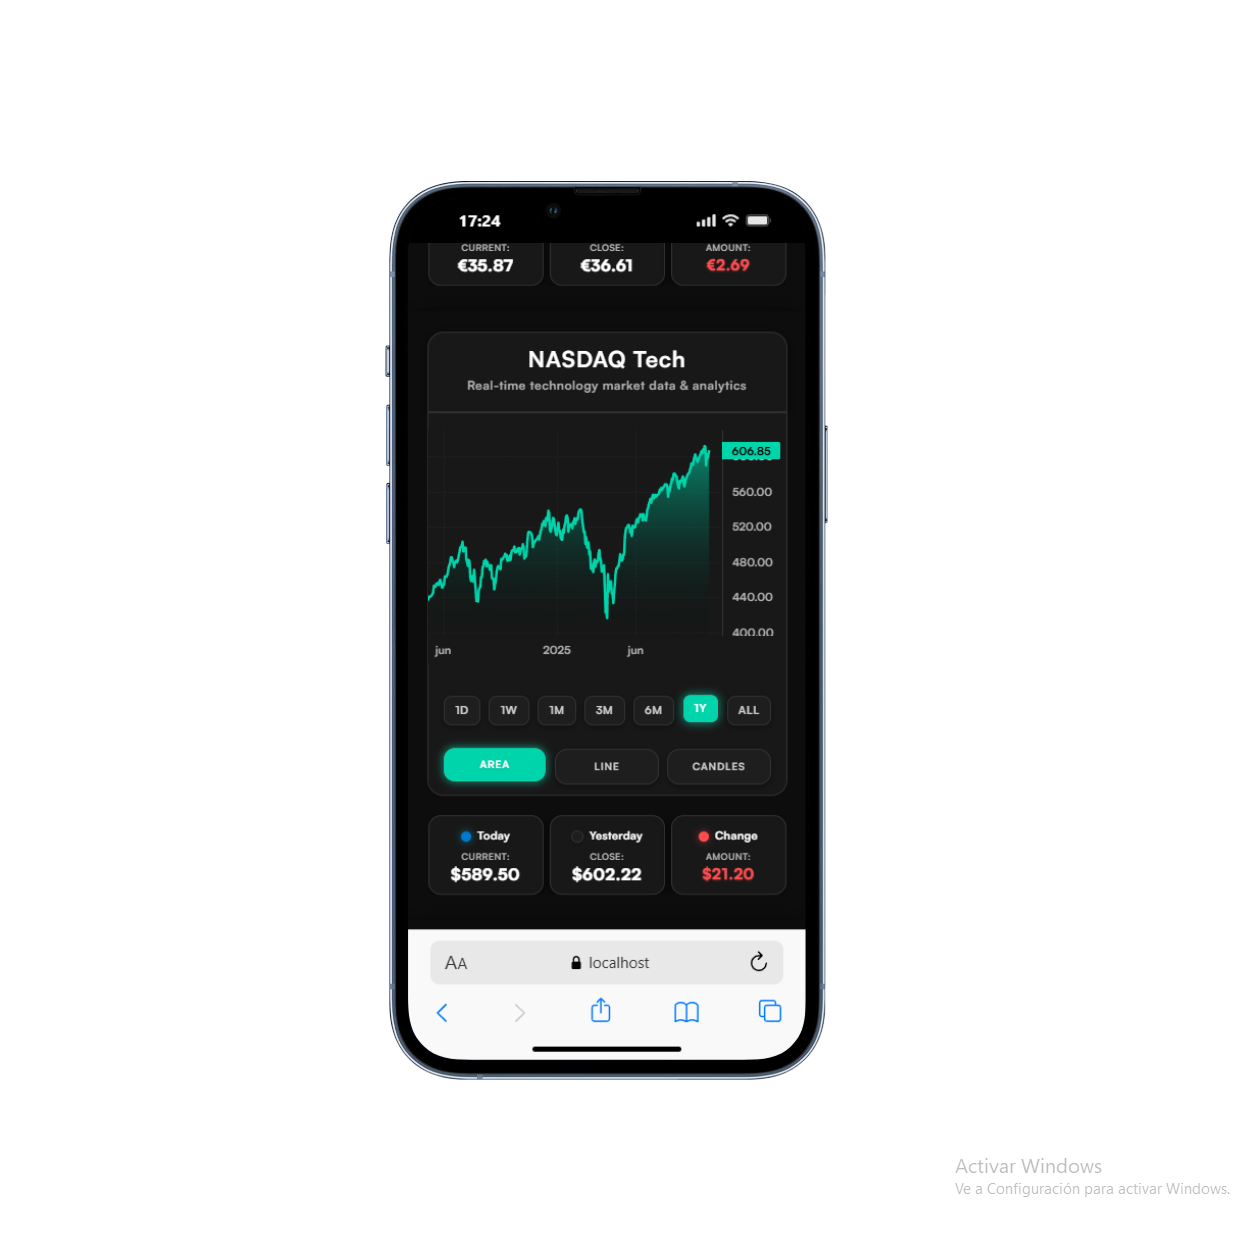 17:24
CURRENT: CLOSE: AMOUNT:
€35.87 €36.61 €2.69
NASDAQ Tech
Real-time technology market data & analytics
606.85
560.00
520.00
480.00
440.00
400.00
jun 2025 jun
1D 1W 1M 3M 6M 1Y ALL
AREA LINE CANDLES
Today Yesterday Change
CURRENT: CLOSE: AMOUNT:
$589.50 $602.22 $21.20
AA localhost
Activar Windows
Ve a Configuración para activar Windows.